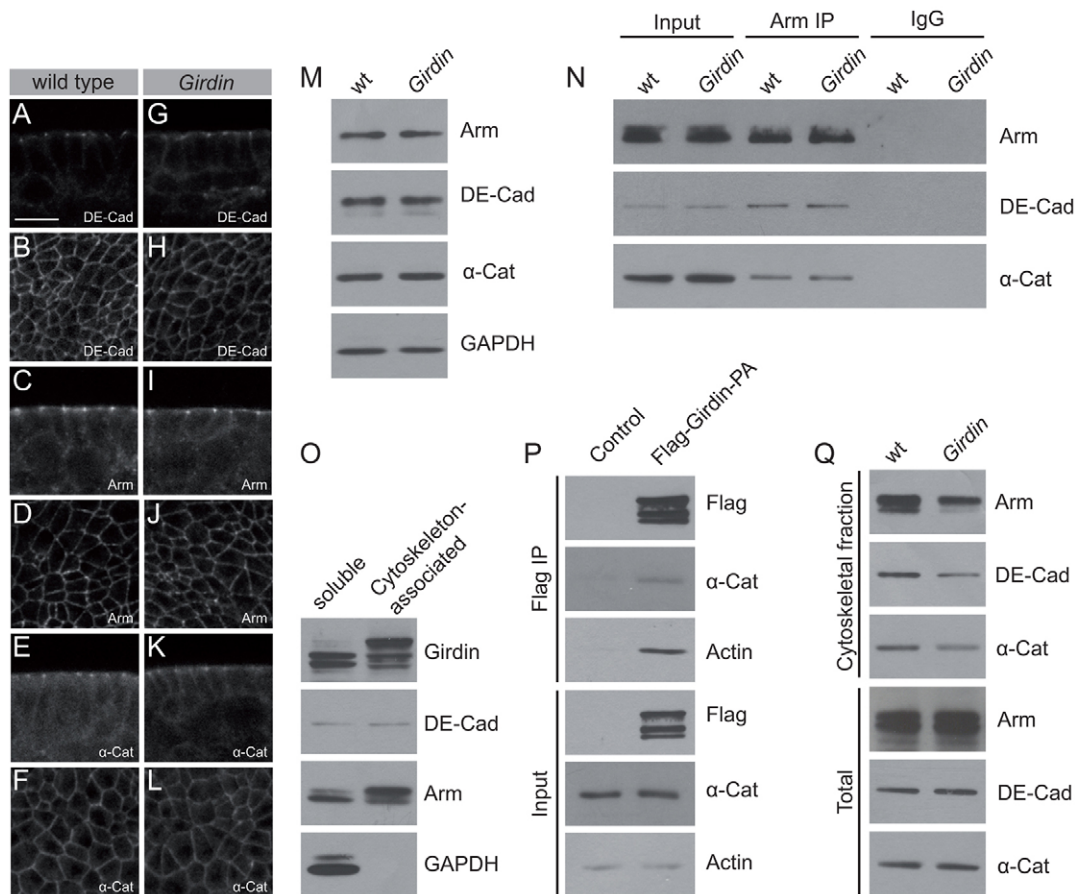 wild type Girdin
A G
DE-Cad DE-Cad
B H
DE-Cad DE-Cad
C I
Arm Arm
D J
Arm Arm
E K
α-Cat α-Cat
F L
α-Cat α-Cat
M
wt Girdin
Arm
DE-Cad
α-Cat
GAPDH
N
Input Arm IP IgG
wt Girdin wt Girdin wt Girdin
Arm
DE-Cad
α-Cat
O
soluble
Cytoskeleton-
associated
Girdin
DE-Cad
Arm
GAPDH
P
Control Flag-Girdin-PA
Flag IP
Flag
α-Cat
Actin
Input
Flag
α-Cat
Actin
Q
wt Girdin
Cytoskeletal fraction
Arm
DE-Cad
α-Cat
Total
Arm
DE-Cad
α-Cat